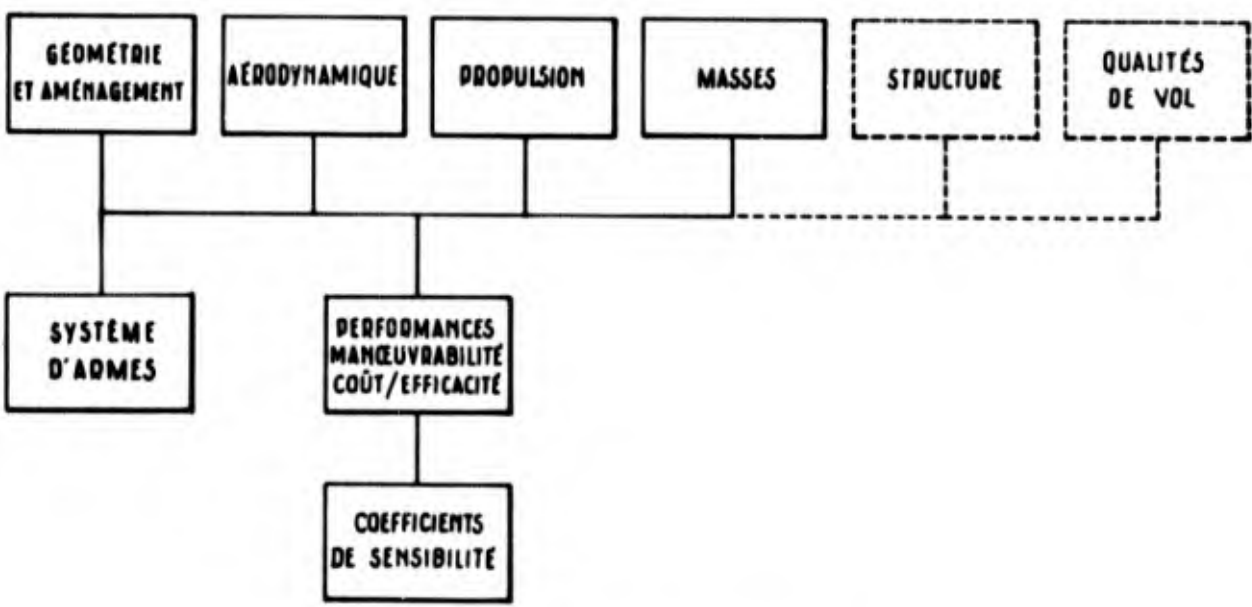 GÉOMÉTRIE
ET AMÉNAGEMENT
AÉRODYNAMIQUE
PROPULSION
MASSES
STRUCTURE
QUALITÉS
DE VOL
SYSTÈME
D'ARMES
PERFORMANCES
MANŒUVRABILITÉ
COÛT/EFFICACITÉ
COEFFICIENTS
DE SENSIBILITÉ